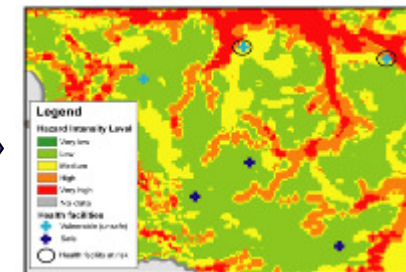 Legend
Hazard Intensity Level
Very low
Low
Medium
High
Very high
No data
Health facilities
Vulnerable (unsafe)
Safe
Health facility at risk